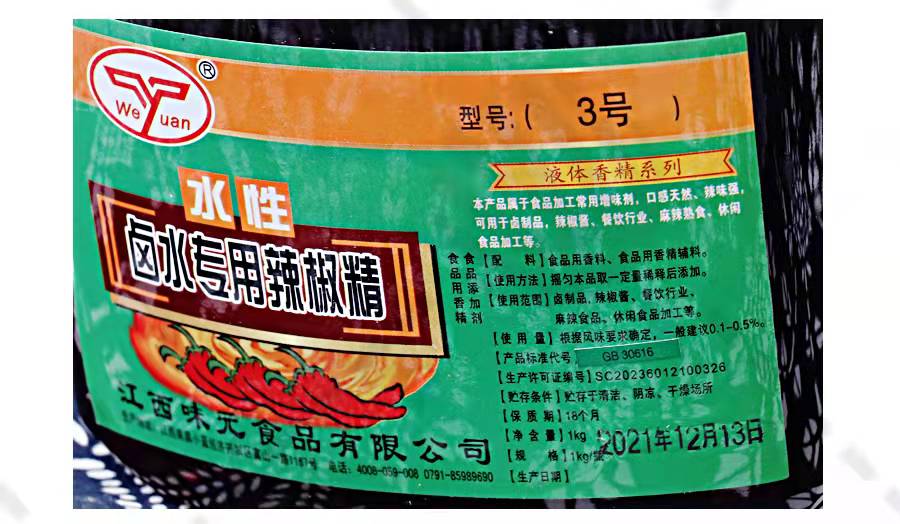 We Yuan ®
型号:( 3号 )
液体香精系列
本产品属于食品加工常用增味剂，口感天然、辣味强，
可用于卤制品，辣椒酱、餐饮行业、麻辣熟食、休闲
食品加工等。
水性
卤水专用辣椒精
食品用香精
食品添加剂
【配 料】食品用香料、食品用香精辅料。
【使用方法】摇匀本品取一定量稀释后添加。
【使用范围】卤制品，辣椒酱、餐饮行业、
麻辣食品、休闲食品加工等。
【使 用 量】根据风味要求确定，一般建议0.1-0.5%。
【产品标准代号】 GB 30616
【生产许可证编号】SC20236012100326
【贮存条件】贮存于清洁、阴凉、干燥场所
【保 质 期】18个月
【净 含 量】1kg
【规 格】1kg/
【生产日期】
2021年12月13日
江西味元食品有限公司
电话：4008-059-008 0791-85989690